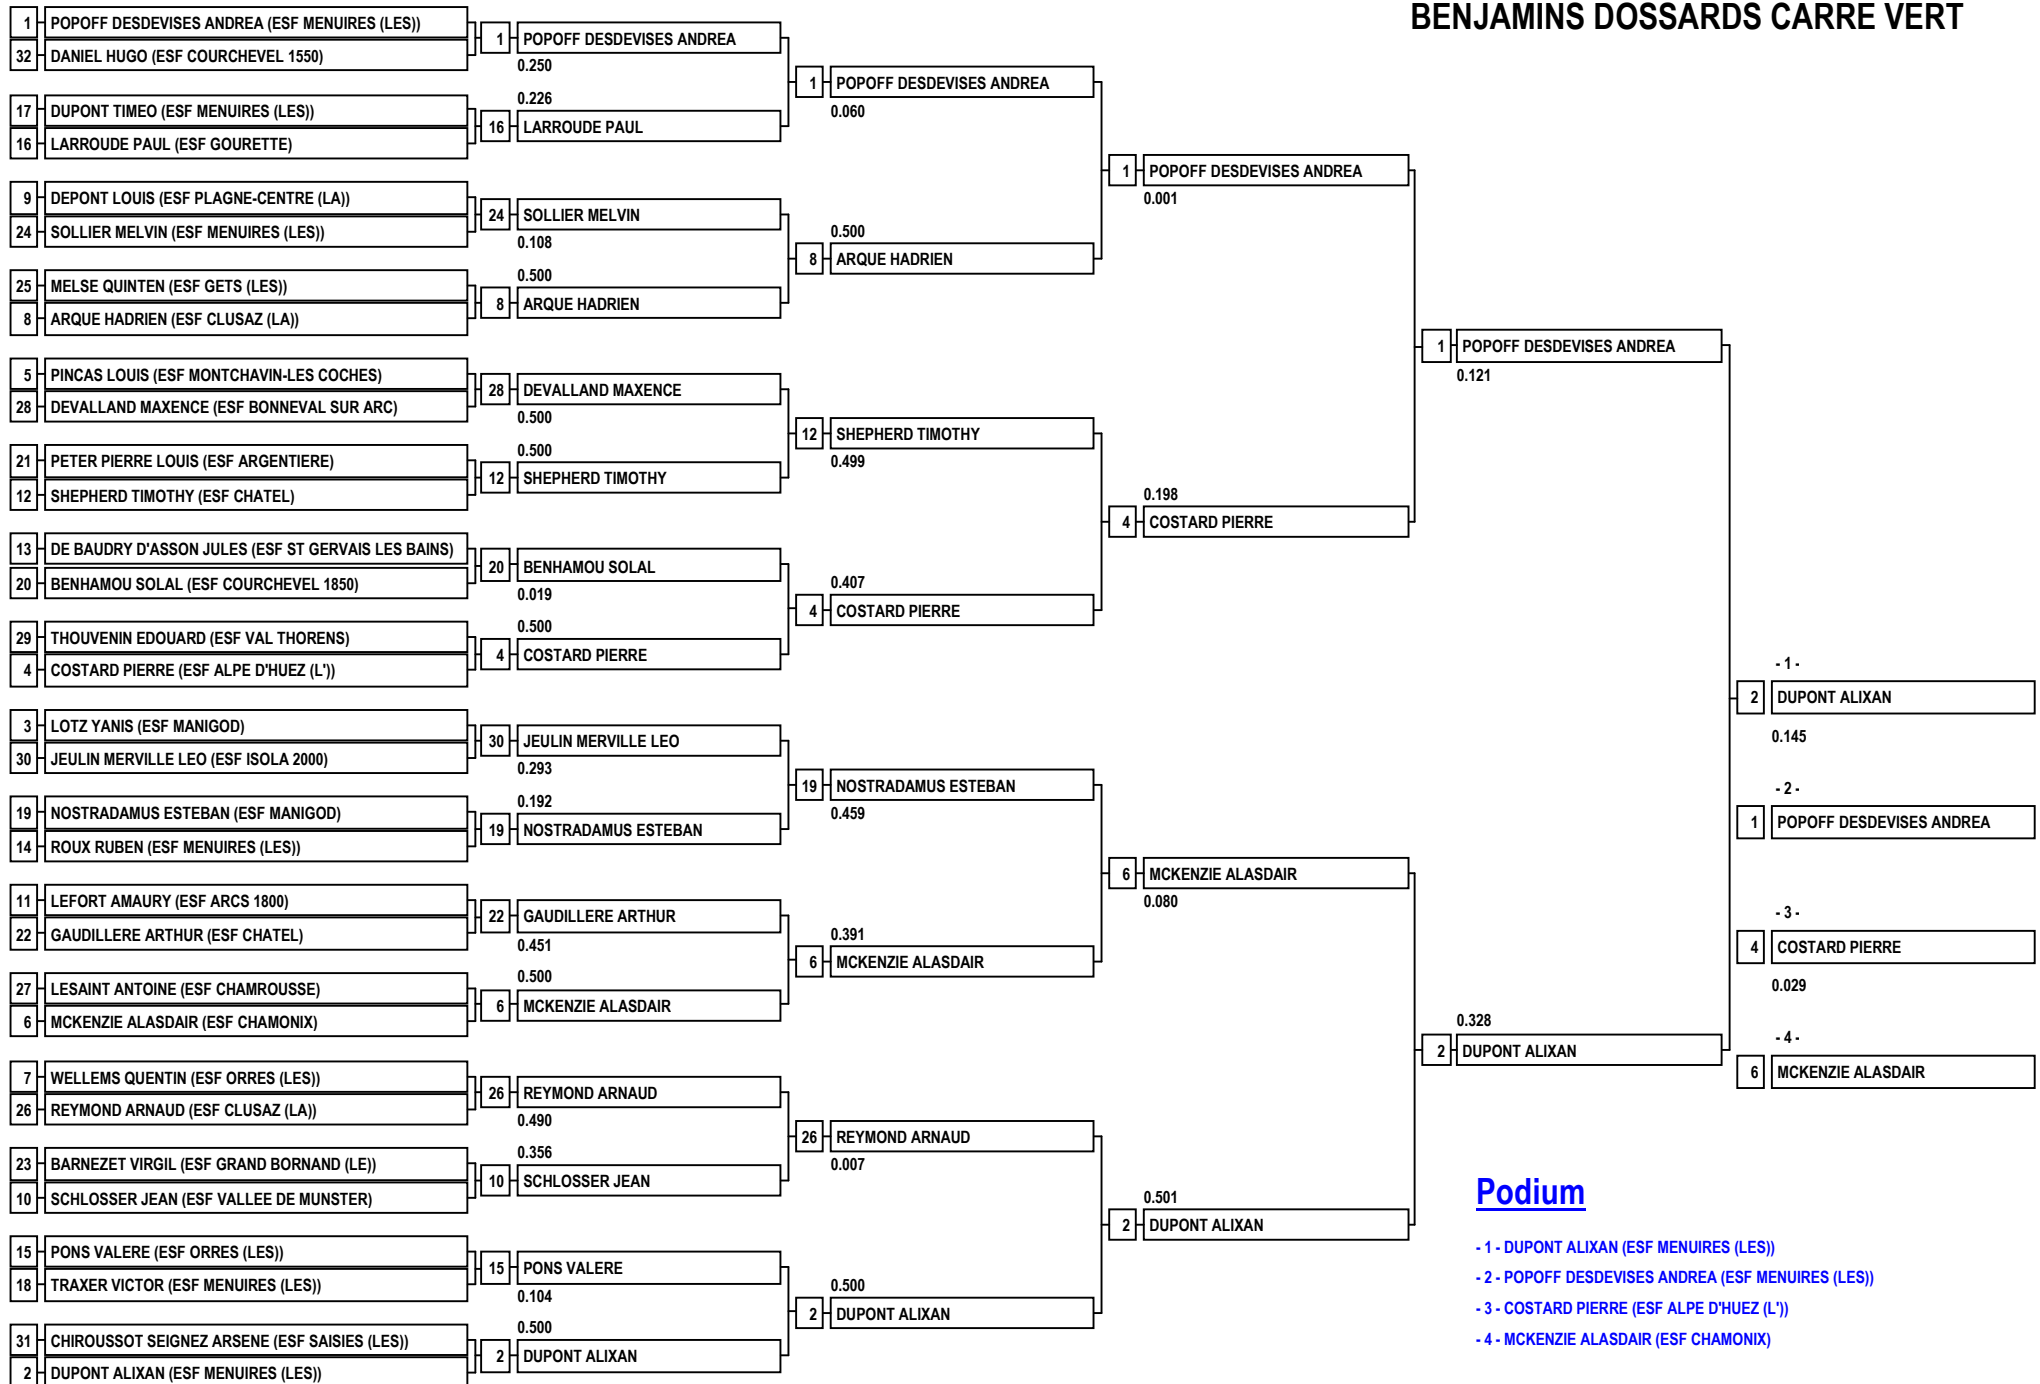 BENJAMINS DOSSARDS CARRE VERT
1 POPOFF DESDEVISES ANDREA (ESF MENUIRES (LES))
32 DANIEL HUGO (ESF COURCHEVEL 1550)
17 DUPONT TIMEO (ESF MENUIRES (LES))
16 LARROUDE PAUL (ESF GOURETTE)
9 DEPONT LOUIS (ESF PLAGNE-CENTRE (LA))
24 SOLLIER MELVIN (ESF MENUIRES (LES))
25 MELSE QUINTEN (ESF GETS (LES))
8 ARQUE HADRIEN (ESF CLUSAZ (LA))
5 PINCAS LOUIS (ESF MONTCHAVIN-LES COCHES)
28 DEVALLAND MAXENCE (ESF BONNEVAL SUR ARC)
21 PETER PIERRE LOUIS (ESF ARGENTIERE)
12 SHEPHERD TIMOTHY (ESF CHATEL)
13 DE BAUDRY D'ASSON JULES (ESF ST GERVAIS LES BAINS)
20 BENHAMOU SOLAL (ESF COURCHEVEL 1850)
29 THOUVENIN EDOUARD (ESF VAL THORENS)
4 COSTARD PIERRE (ESF ALPE D'HUEZ (L'))
3 LOTZ YANIS (ESF MANIGOD)
30 JEULIN MERVILLE LEO (ESF ISOLA 2000)
19 NOSTRADAMUS ESTEBAN (ESF MANIGOD)
14 ROUX RUBEN (ESF MENUIRES (LES))
11 LEFORT AMAURY (ESF ARCS 1800)
22 GAUDILLERE ARTHUR (ESF CHATEL)
27 LESAINT ANTOINE (ESF CHAMROUSSE)
6 MCKENZIE ALASDAIR (ESF CHAMONIX)
7 WELLEMS QUENTIN (ESF ORRES (LES))
26 REYMOND ARNAUD (ESF CLUSAZ (LA))
23 BARNEZET VIRGIL (ESF GRAND BORNAND (LE))
10 SCHLOSSER JEAN (ESF VALLEE DE MUNSTER)
15 PONS VALERE (ESF ORRES (LES))
18 TRAXER VICTOR (ESF MENUIRES (LES))
31 CHIROUSSOT SEIGNEZ ARSENE (ESF SAISIES (LES))
2 DUPONT ALIXAN (ESF MENUIRES (LES))
1 POPOFF DESDEVISES ANDREA
0.250
0.226
16 LARROUDE PAUL
24 SOLLIER MELVIN
0.108
0.500
8 ARQUE HADRIEN
28 DEVALLAND MAXENCE
0.500
0.500
12 SHEPHERD TIMOTHY
20 BENHAMOU SOLAL
0.019
0.500
4 COSTARD PIERRE
30 JEULIN MERVILLE LEO
0.293
0.192
19 NOSTRADAMUS ESTEBAN
22 GAUDILLERE ARTHUR
0.451
0.500
6 MCKENZIE ALASDAIR
26 REYMOND ARNAUD
0.490
0.356
10 SCHLOSSER JEAN
15 PONS VALERE
0.104
0.500
2 DUPONT ALIXAN
1 POPOFF DESDEVISES ANDREA
0.060
0.500
8 ARQUE HADRIEN
12 SHEPHERD TIMOTHY
0.499
0.407
4 COSTARD PIERRE
19 NOSTRADAMUS ESTEBAN
0.459
0.391
6 MCKENZIE ALASDAIR
26 REYMOND ARNAUD
0.007
0.500
2 DUPONT ALIXAN
1 POPOFF DESDEVISES ANDREA
0.001
0.198
4 COSTARD PIERRE
6 MCKENZIE ALASDAIR
0.080
0.501
2 DUPONT ALIXAN
1 POPOFF DESDEVISES ANDREA
0.121
0.328
2 DUPONT ALIXAN
- 1 -
2 DUPONT ALIXAN
0.145
- 2 -
1 POPOFF DESDEVISES ANDREA
- 3 -
4 COSTARD PIERRE
0.029
- 4 -
6 MCKENZIE ALASDAIR
Podium
- 1 - DUPONT ALIXAN (ESF MENUIRES (LES))
- 2 - POPOFF DESDEVISES ANDREA (ESF MENUIRES (LES))
- 3 - COSTARD PIERRE (ESF ALPE D'HUEZ (L'))
- 4 - MCKENZIE ALASDAIR (ESF CHAMONIX)